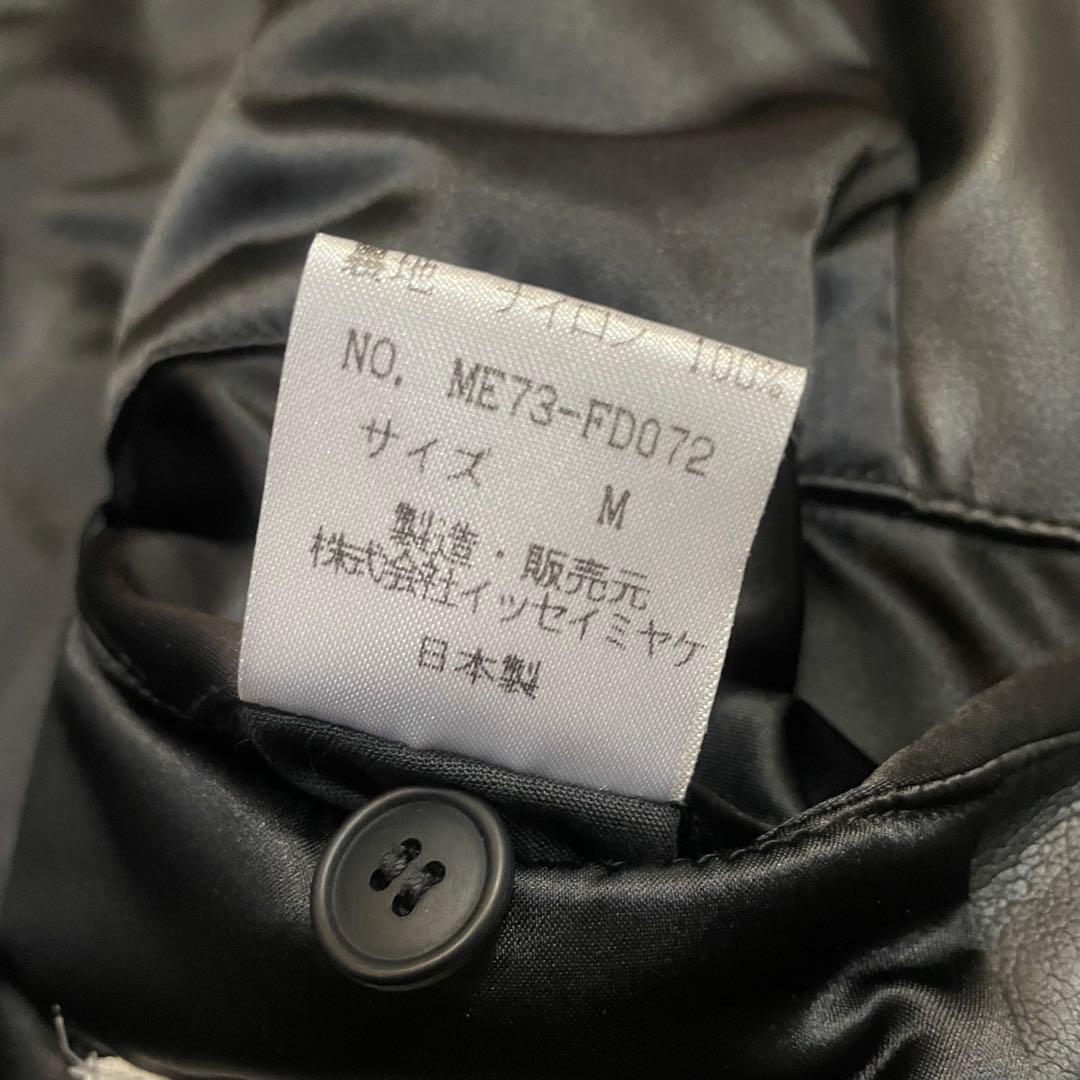 裏地 ナイロン 100%
NO. ME73-FD072
サイズ M
製造・販売元
株式会社イッセイミヤケ
日本製